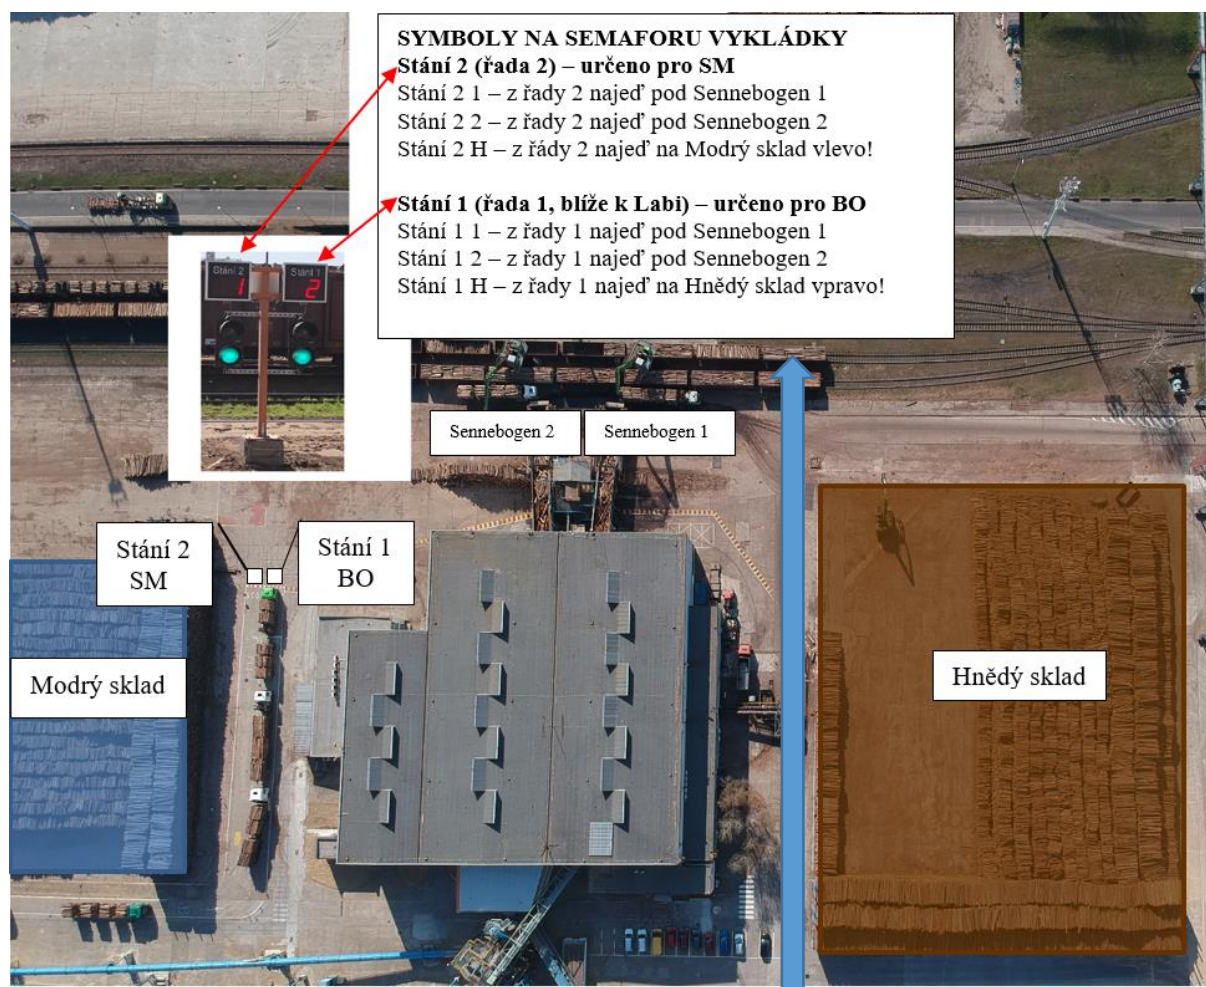 SYMBOLY NA SEMAFORU VYKLÁDKY
Stání 2 (řada 2) – určeno pro SM
Stání 2 1 – z řady 2 najeď pod Sennebogen 1
Stání 2 2 – z řady 2 najeď pod Sennebogen 2
Stání 2 H – z řády 2 najeď na Modrý sklad vlevo!
Stání 1 (řada 1, blíže k Labi) – určeno pro BO
Stání 1 1 – z řady 1 najeď pod Sennebogen 1
Stání 1 2 – z řady 1 najeď pod Sennebogen 2
Stání 1 H – z řady 1 najeď na Hnědý sklad vpravo!
Stání 2
1
Stání 1
2
Sennebogen 2
Sennebogen 1
Stání 2
SM
Stání 1
BO
Modrý sklad
Hnědý sklad